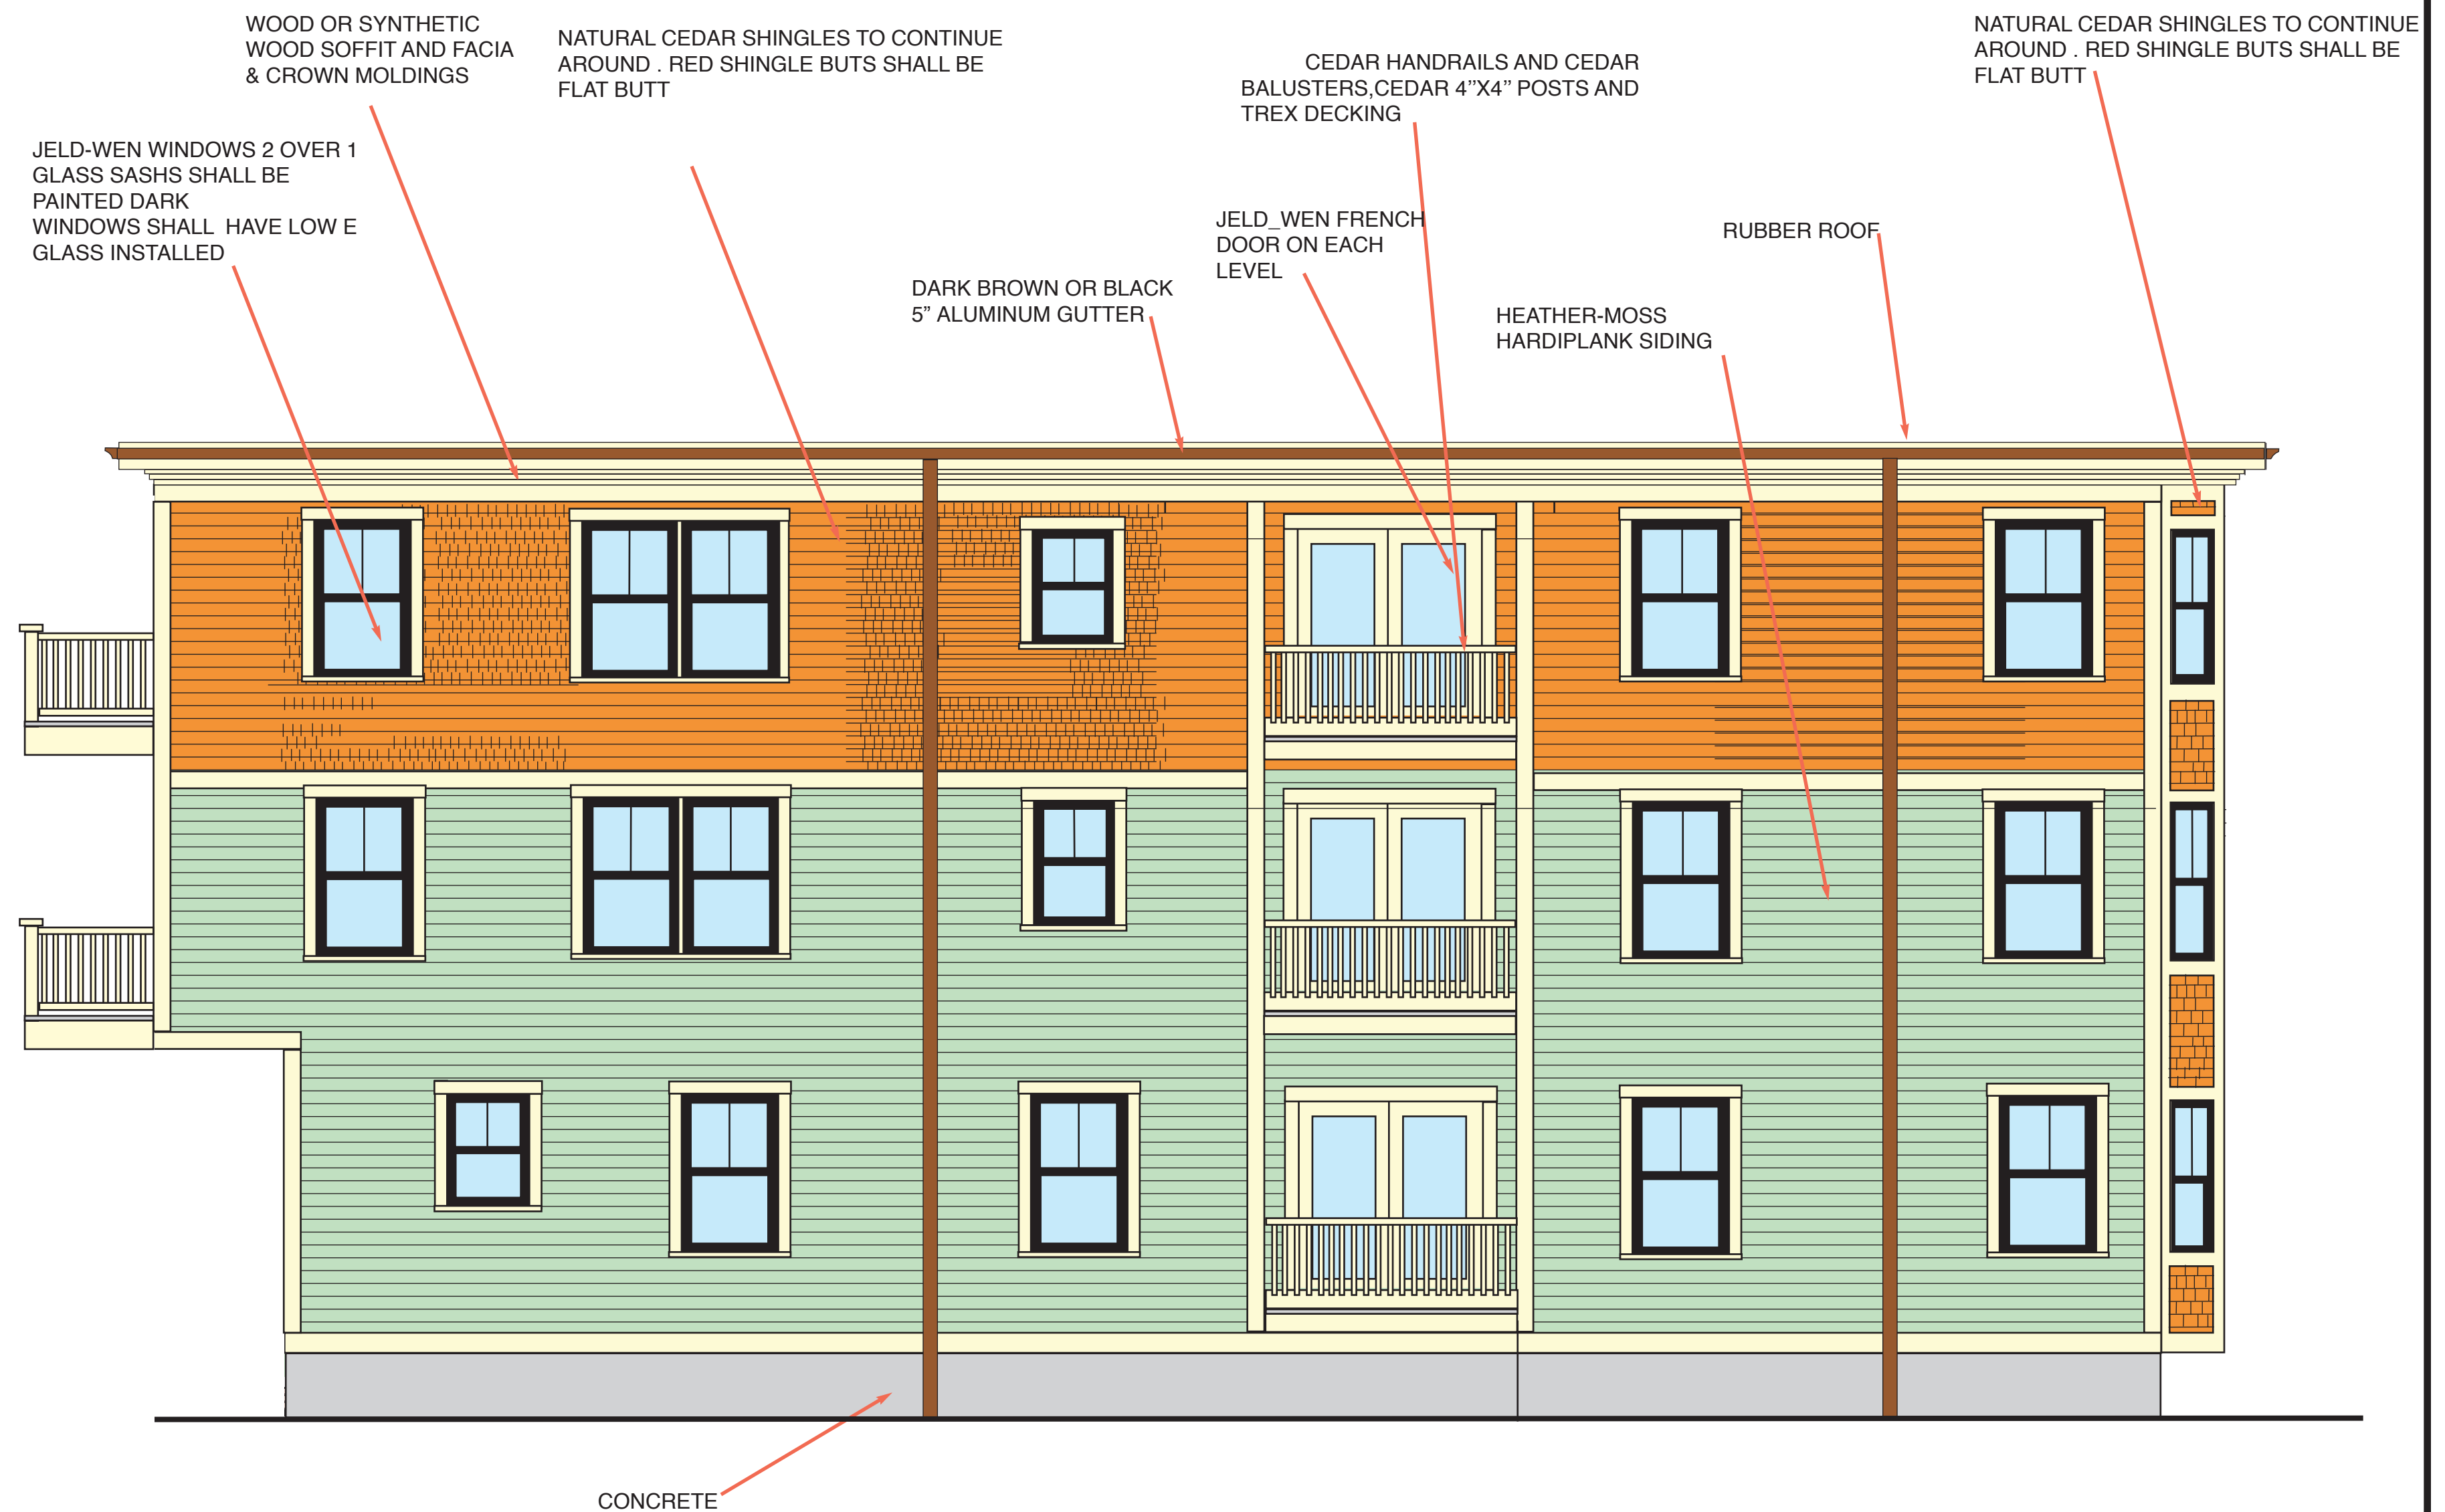 WOOD OR SYNTHETIC
WOOD SOFFIT AND FACIA
& CROWN MOLDINGS
NATURAL CEDAR SHINGLES TO CONTINUE
AROUND . RED SHINGLE BUTS SHALL BE
FLAT BUTT
CEDAR HANDRAILS AND CEDAR
BALUSTERS,CEDAR 4”X4” POSTS AND
TREX DECKING
NATURAL CEDAR SHINGLES TO CONTINUE
AROUND . RED SHINGLE BUTS SHALL BE
FLAT BUTT
JELD-WEN WINDOWS 2 OVER 1
GLASS SASHS SHALL BE
PAINTED DARK
WINDOWS SHALL  HAVE LOW E
GLASS INSTALLED
DARK BROWN OR BLACK
5” ALUMINUM GUTTER
JELD_WEN FRENCH
DOOR ON EACH
LEVEL
HEATHER-MOSS
HARDIPLANK SIDING
RUBBER ROOF
CONCRETE